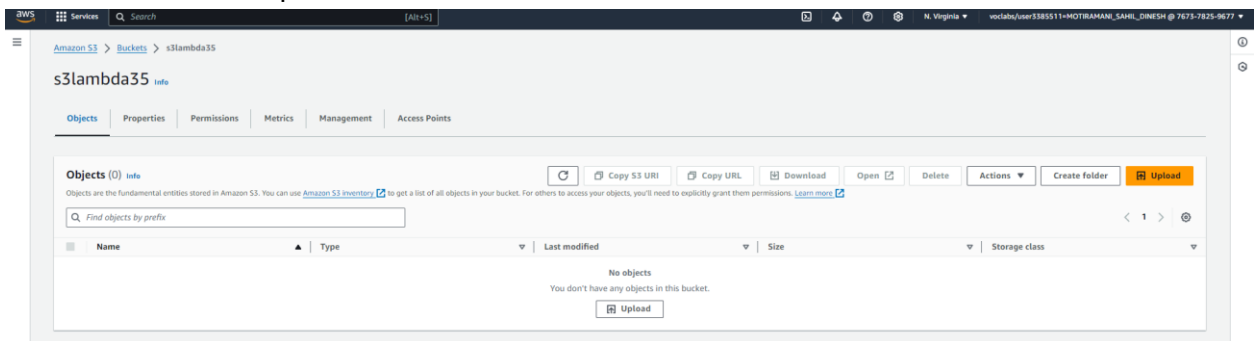 aws Services Search [Alt+S] N. Virginia ▼ voclabs/user3385511=MOTIRAMANI_SAHIL_DINESH @ 7673-7825-9677 ▼
Amazon S3 > Buckets > s3lambda35
s3lambda35 Info
Objects Properties Permissions Metrics Management Access Points
Objects (0) Info Copy S3 URI Copy URL Download Open Delete Actions ▼ Create folder Upload
Objects are the fundamental entities stored in Amazon S3. You can use Amazon S3 inventory to get a list of all objects in your bucket. For others to access your objects, you'll need to explicitly grant them permissions. Learn more
Find objects by prefix < 1 >
Name Type Last modified Size Storage class
No objects
You don't have any objects in this bucket.
Upload